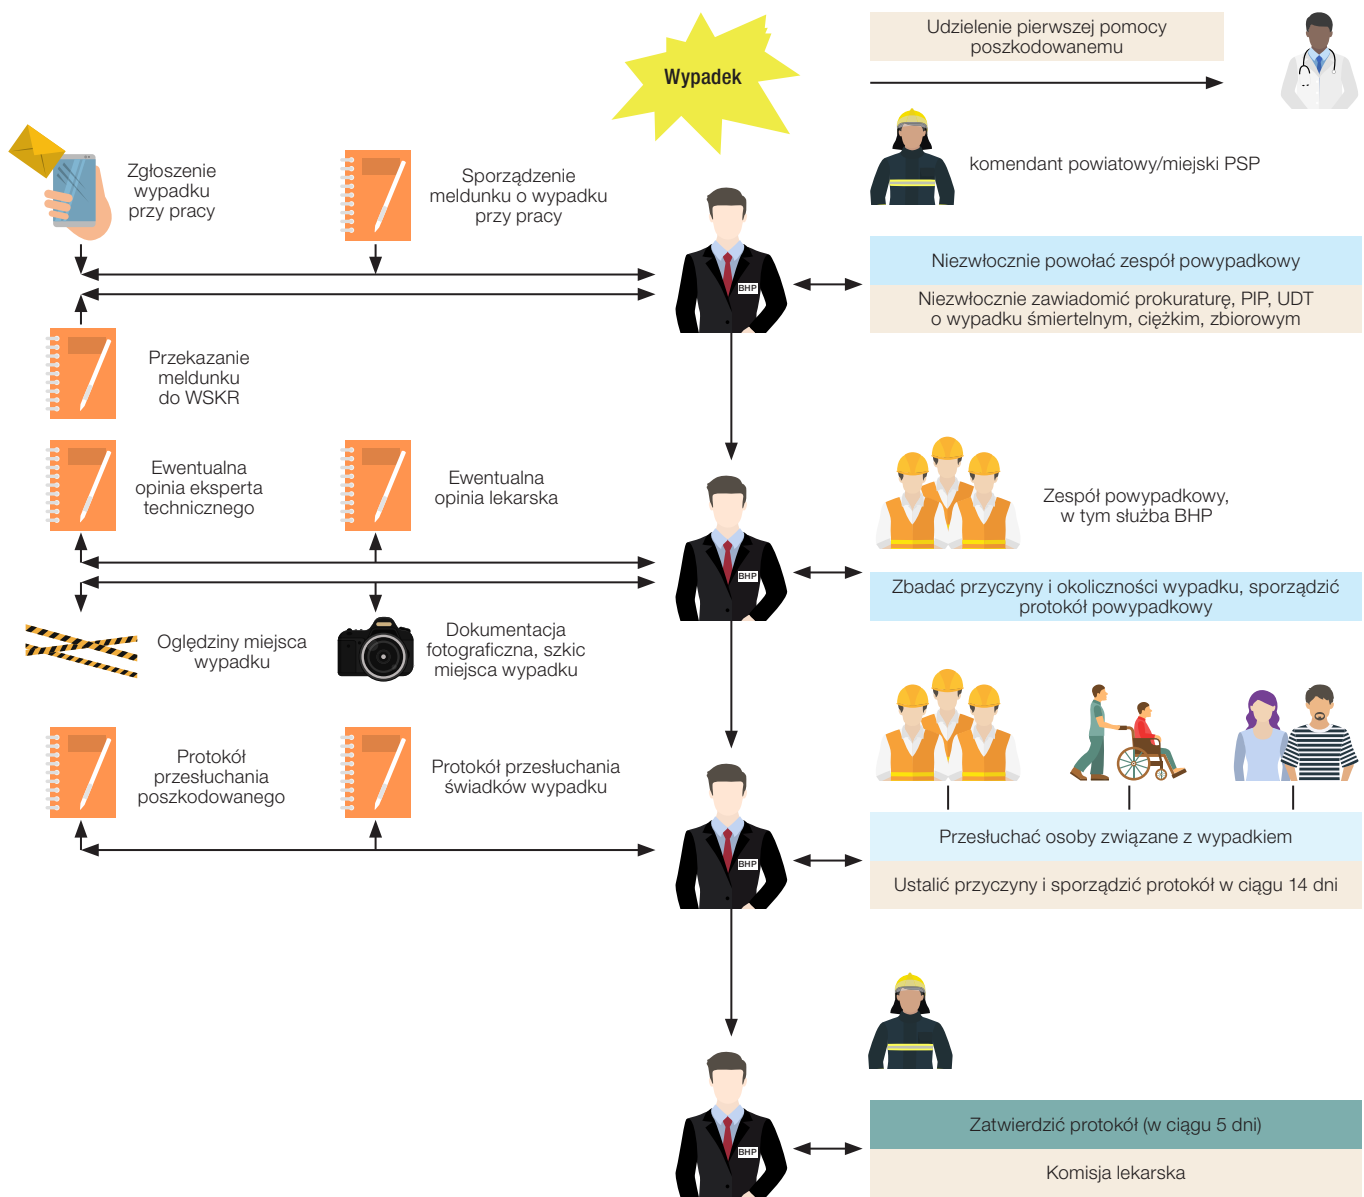 Udzielenie pierwszej pomocy
poszkodowanemu
Wypadek
komendant powiatowy/miejski PSP
Zgłoszenie
wypadku
przy pracy
Sporządzenie
meldunku o wypadku
przy pracy
BHP
Niezwłocznie powołać zespół powypadkowy
Niezwłocznie zawiadomić prokuraturę, PIP, UDT
o wypadku śmiertelnym, ciężkim, zbiorowym
Przekazanie
meldunku
do WSKR
Ewentualna
opinia eksperta
technicznego
Ewentualna
opinia lekarska
Zespół powypadkowy,
w tym służba BHP
BHP
Zbadać przyczyny i okoliczności wypadku, sporządzić
protokół powypadkowy
Oględziny miejsca
wypadku
Dokumentacja
fotograficzna, szkic
miejsca wypadku
Protokół
przesłuchania
poszkodowanego
Protokół przesłuchania
świadków wypadku
BHP
Przesłuchać osoby związane z wypadkiem
Ustalić przyczyny i sporządzić protokół w ciągu 14 dni
BHP
Zatwierdzić protokół (w ciągu 5 dni)
Komisja lekarska